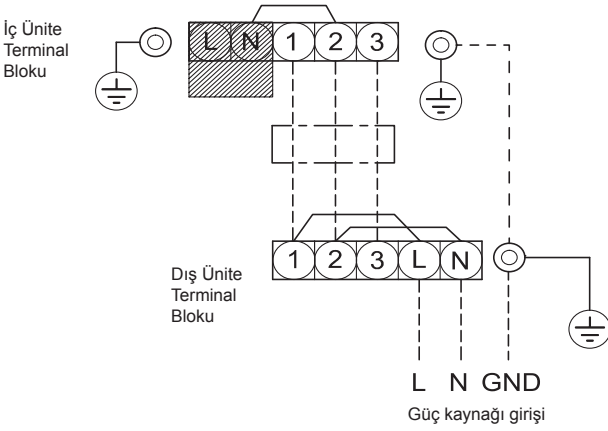 İç Ünite
Terminal
Bloku
L N 1 2 3
1 2 3 L N
Dış Ünite
Terminal
Bloku
L N GND
Güç kaynağı girişi